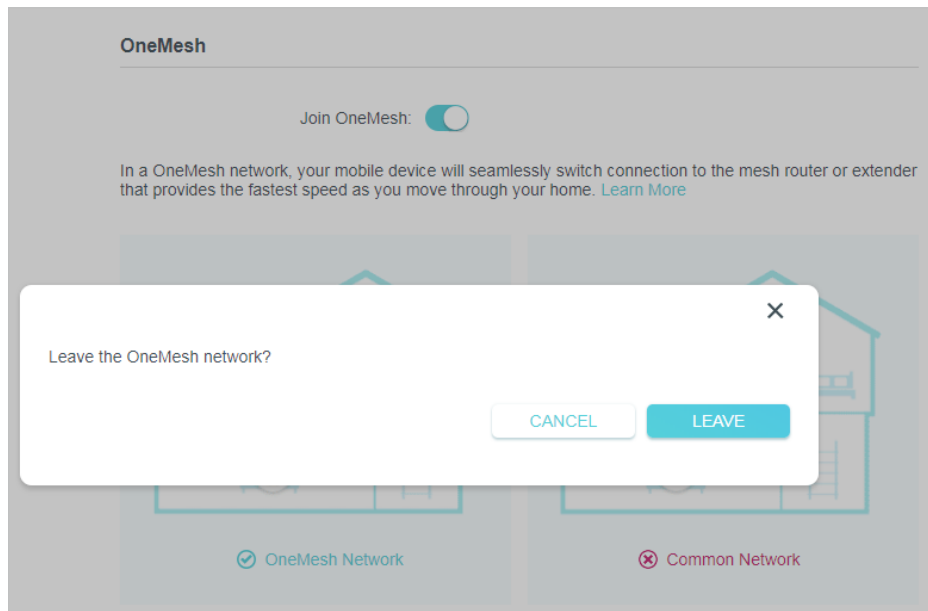 OneMesh
Join OneMesh:
In a OneMesh network, your mobile device will seamlessly switch connection to the mesh router or extender
that provides the fastest speed as you move through your home. Learn More
Leave the OneMesh network?
CANCEL
LEAVE
OneMesh Network
Common Network